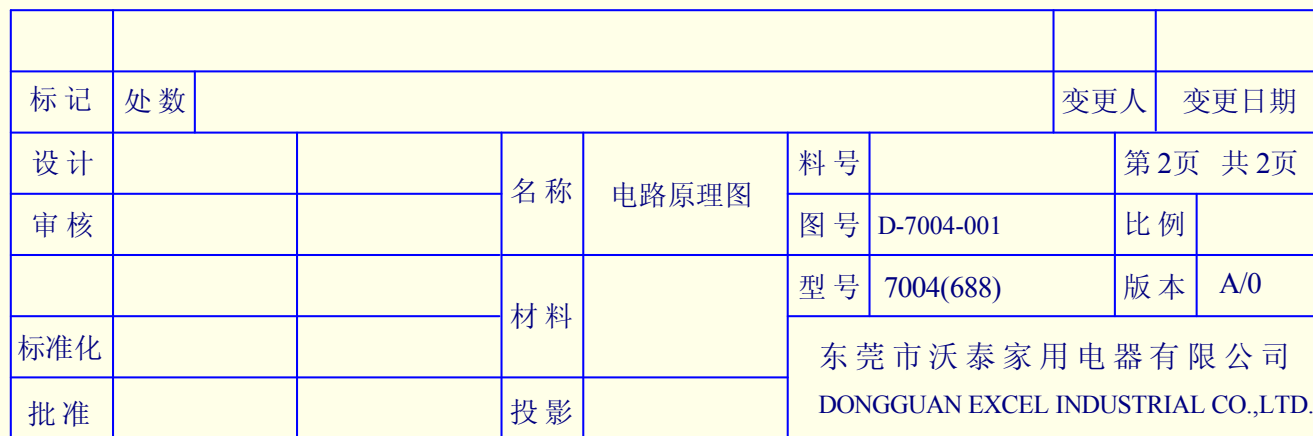 标记 处数 变更人 变更日期
设计 名称 电路原理图 料号 第2页 共2页
审核 图号 D-7004-001 比例
材料 型号 7004(688) 版本 A/0
标准化 东莞市沃泰家用电器有限公司
批准 投影 DONGGUAN EXCEL INDUSTRIAL CO.,LTD.